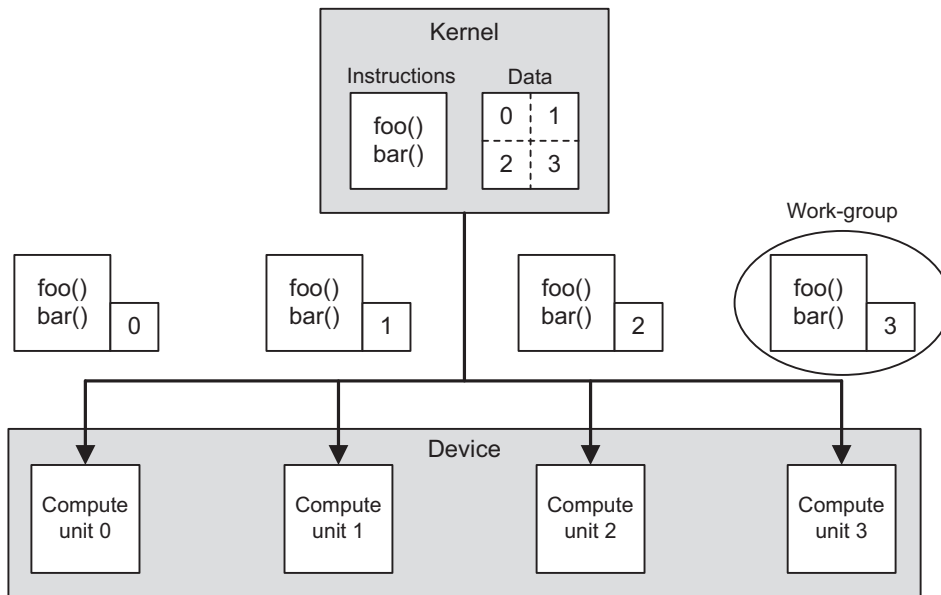 Kernel
Instructions Data
foo()
bar()
0 1
2 3
Work-group
foo()
bar() 0
foo()
bar() 1
foo()
bar() 2
foo()
bar() 3
Device
Compute
unit 0
Compute
unit 1
Compute
unit 2
Compute
unit 3